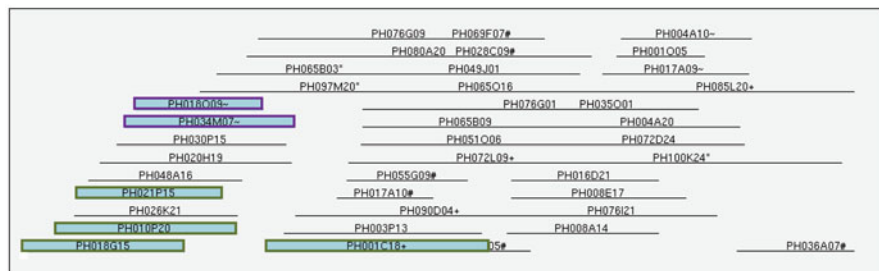 PH076G09 PH069F07# PH004A10~
PH080A20 PH028C09# PH001O05
PH065B03* PH049J01 PH017A09~
PH097M20* PH065O16 PH085L20+
PH018O09~ PH076G01 PH035O01
PH034M07~ PH065B09 PH004A20
PH030P15 PH051O06 PH072D24
PH020H19 PH072L09+ PH100K24*
PH048A16 PH055G09# PH016D21
PH021P15 PH017A10# PH008E17
PH026K21 PH090D04+ PH076I21
PH010P20 PH003P13 PH008A14
PH018G15 PH001C18+ 05# PH036A07#